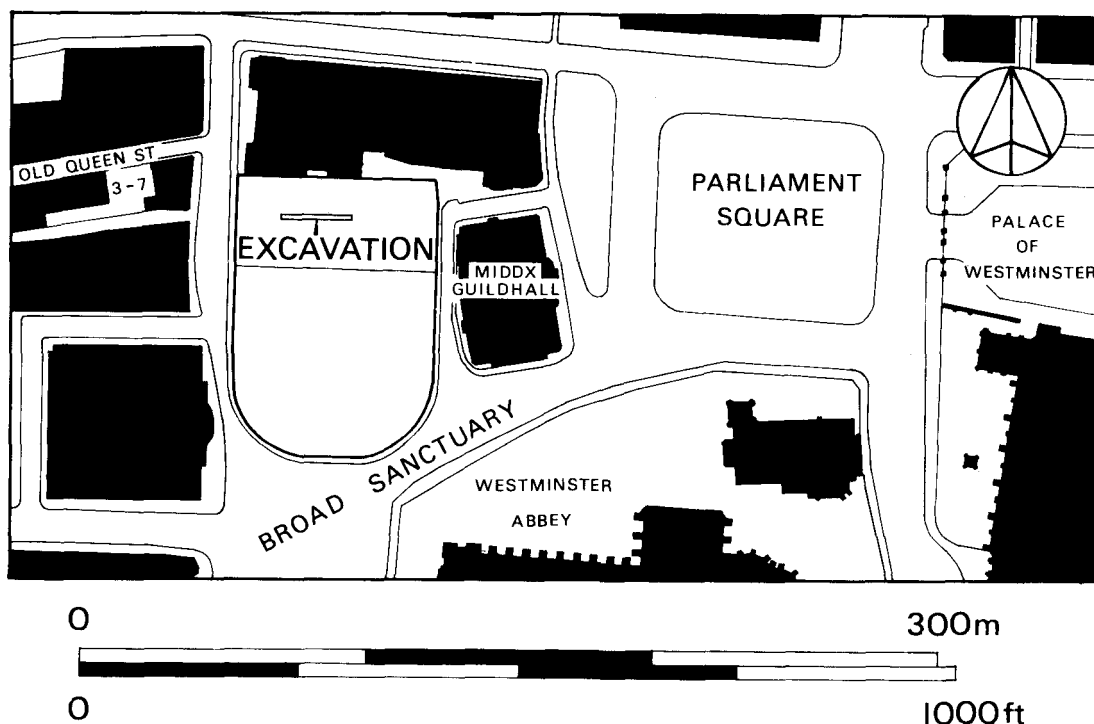 OLD QUEEN ST
3-7
EXCAVATION
MIDDX
GUILDHALL
PARLIAMENT
SQUARE
PALACE
OF
WESTMINSTER
BROAD SANCTUARY
WESTMINSTER
ABBEY
0 300m
0 1000ft